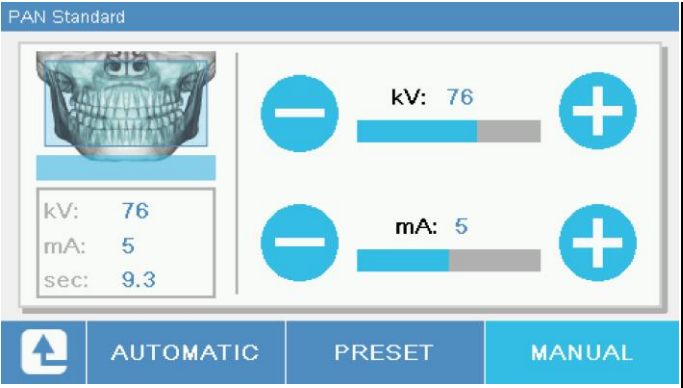 PAN Standard
kV: 76
mA: 5
kV: 76
mA: 5
sec: 9.3
AUTOMATIC PRESET MANUAL